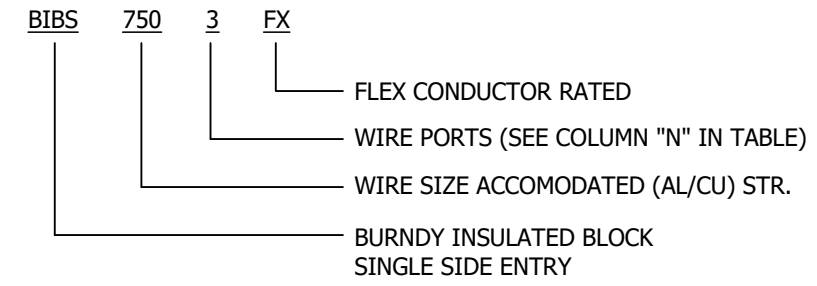 BIBS 750 3 FX
FLEX CONDUCTOR RATED
WIRE PORTS (SEE COLUMN "N" IN TABLE)
WIRE SIZE ACCOMODATED (AL/CU) STR.
BURNDY INSULATED BLOCK
SINGLE SIDE ENTRY